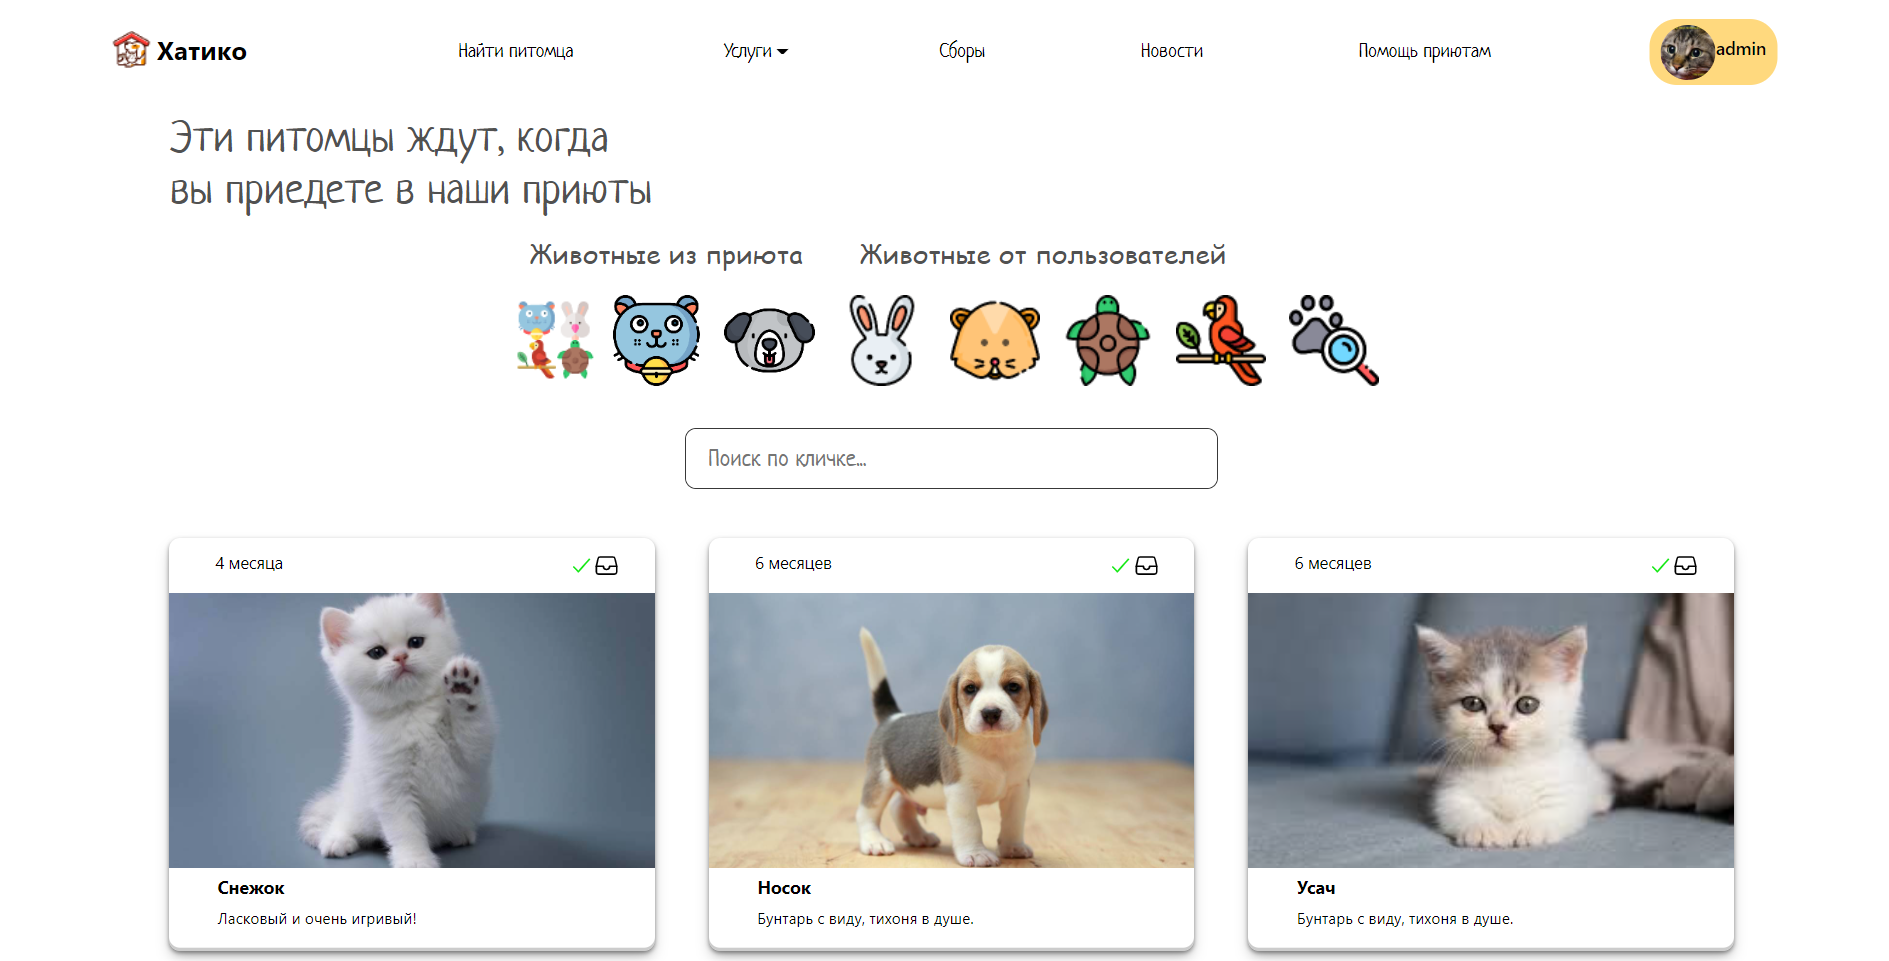 Хатико
Найти питомца
Услуги
Сборы
Новости
Помощь приютам
admin
Эти питомцы ждут, когда
вы приедете в наши приюты
Животные из приюта
Животные от пользователей
Поиск по кличке...
4 месяца
6 месяцев
6 месяцев
Снежок
Ласковый и очень игривый!
Носок
Бунтарь с виду, тихоня в душе.
Усач
Бунтарь с виду, тихоня в душе.